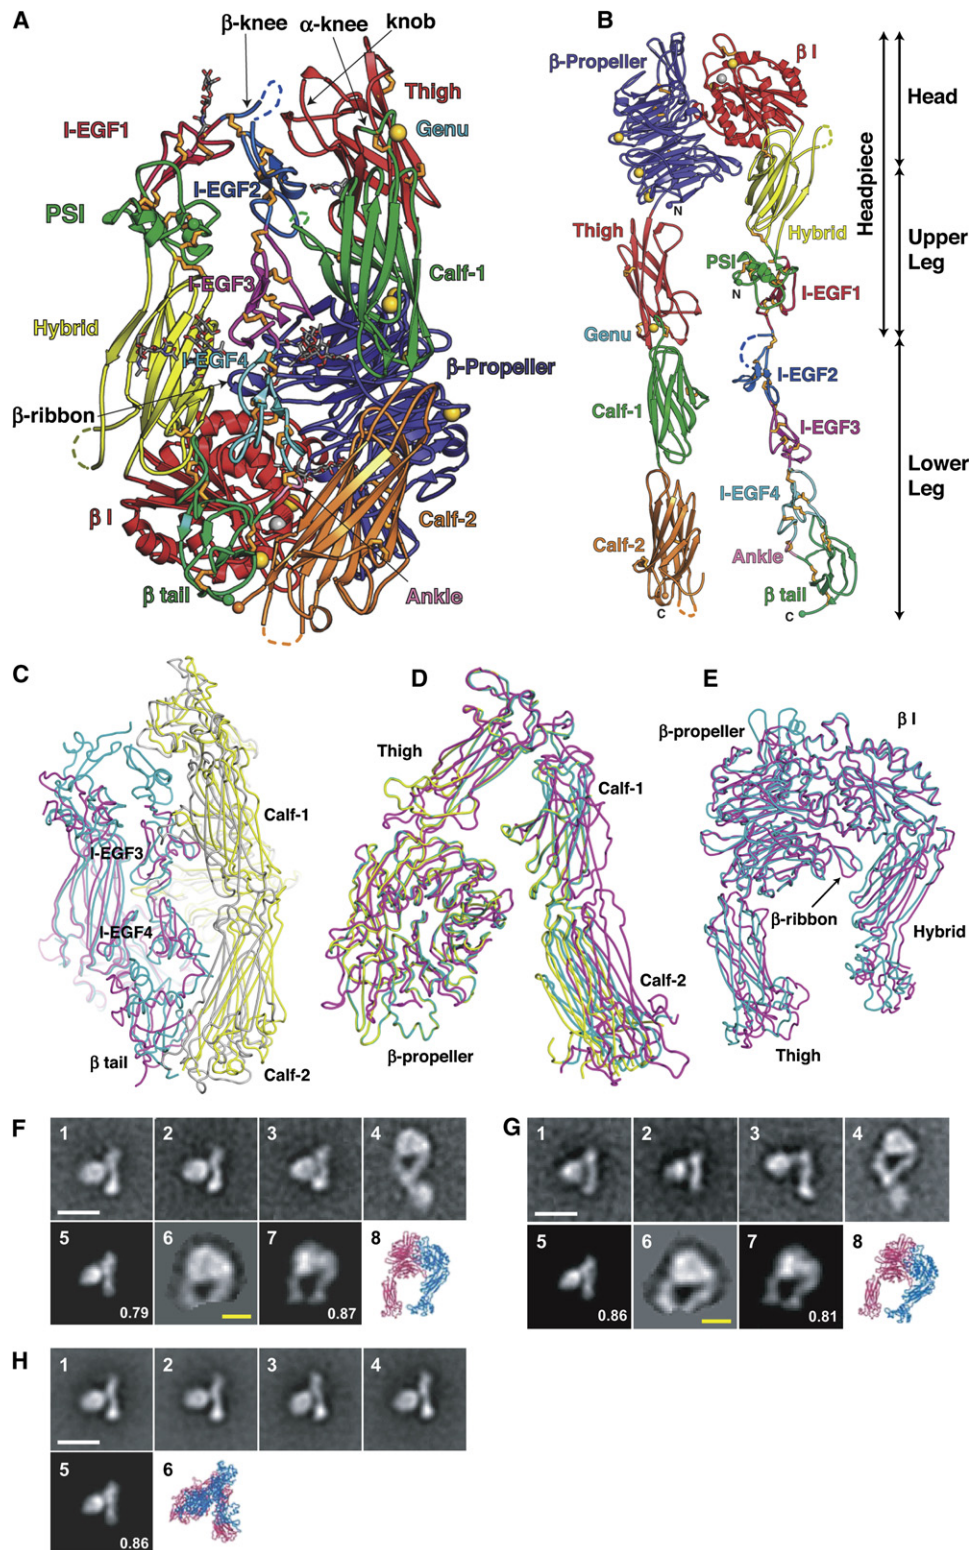 A
β-knee
α-knee
knob
I-EGF1
Thigh
Genu
I-EGF2
PSI
I-EGF3
Calf-1
Hybrid
I-EGF4
β-Propeller
β-ribbon
β I
Calf-2
β tail
Ankle
B
β-Propeller
β I
Head
Headpiece
N
Hybrid
Thigh
Upper
Leg
PSI
N
I-EGF1
Genu
I-EGF2
Calf-1
I-EGF3
Lower
Leg
I-EGF4
Calf-2
Ankle
β tail
C
C
C
I-EGF3
Calf-1
I-EGF4
β tail
Calf-2
D
Thigh
Calf-1
Calf-2
β-propeller
E
β-propeller
β I
β-ribbon
Hybrid
Thigh
F
1 2 3 4
5 6 7 8
0.79 0.87
G
1 2 3 4
5 6 7 8
0.86 0.81
H
1 2 3 4
5 6
0.86